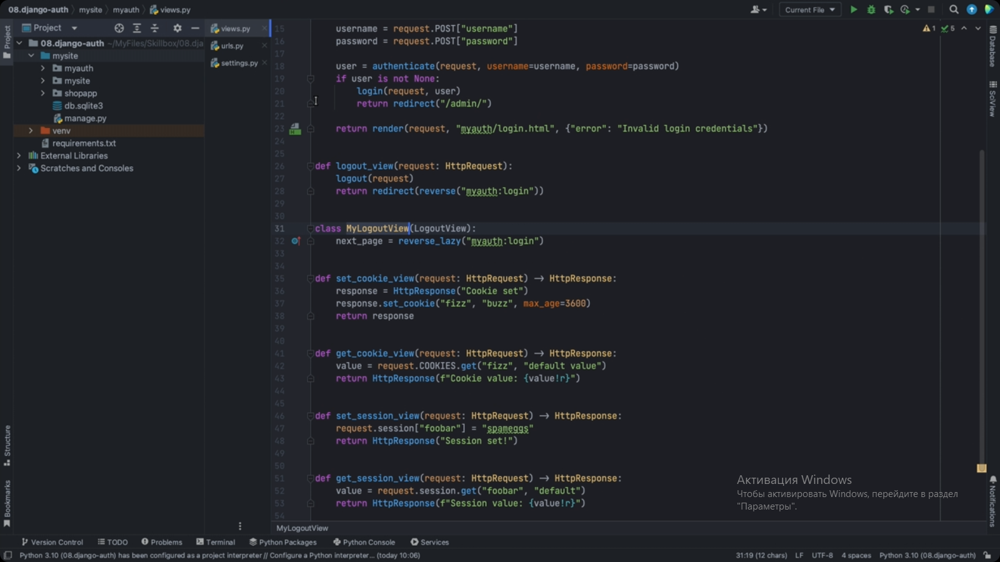 08.django-auth
mysite
myauth
views.py
Current File
Project
Project
08.django-auth ~/MyFiles/Skillbox/08.dja
mysite
myauth
mysite
shopapp
db.sqlite3
manage.py
venv
requirements.txt
External Libraries
Scratches and Consoles
Structure
Bookmarks
views.py
urls.py
settings.py
1 5
15 username = request.POST["username"]
16 password = request.POST["password"]
17
18 user = authenticate(request, username=username, password=password)
19 if user is not None:
20 login(request, user)
21 return redirect("/admin/")
22
23 return render(request, "myauth/login.html", {"error": "Invalid login credentials"})
24
25
26 def logout_view(request: HttpRequest):
27 logout(request)
28 return redirect(reverse("myauth:login"))
29
30
31 class MyLogoutView(LogoutView):
32 next_page = reverse_lazy("myauth:login")
33
34
35 def set_cookie_view(request: HttpRequest) → HttpResponse:
36 response = HttpResponse("Cookie set")
37 response.set_cookie("fizz", "buzz", max_age=3600)
38 return response
39
40
41 def get_cookie_view(request: HttpRequest) → HttpResponse:
42 value = request.COOKIES.get("fizz", "default value")
43 return HttpResponse(f"Cookie value: {value!r}")
44
45
46 def set_session_view(request: HttpRequest) → HttpResponse:
47 request.session["foobar"] = "spameggs"
48 return HttpResponse("Session set!")
49
50
51 def get_session_view(request: HttpRequest) → HttpResponse:
52 value = request.session.get("foobar", "default")
53 return HttpResponse(f"Session value: {value!r}")
54
MyLogoutView
Database
SciView
Notifications
Активация Windows
Чтобы активировать Windows, перейдите в раздел
"Параметры".
Version Control
TODO
Problems
Terminal
Python Packages
Python Console
Services
Python 3.10 (08.django-auth) has been configured as a project interpreter // Configure a Python interpreter... (today 10:06)
31:19 (12 chars) LF UTF-8 4 spaces Python 3.10 (08.django-auth)